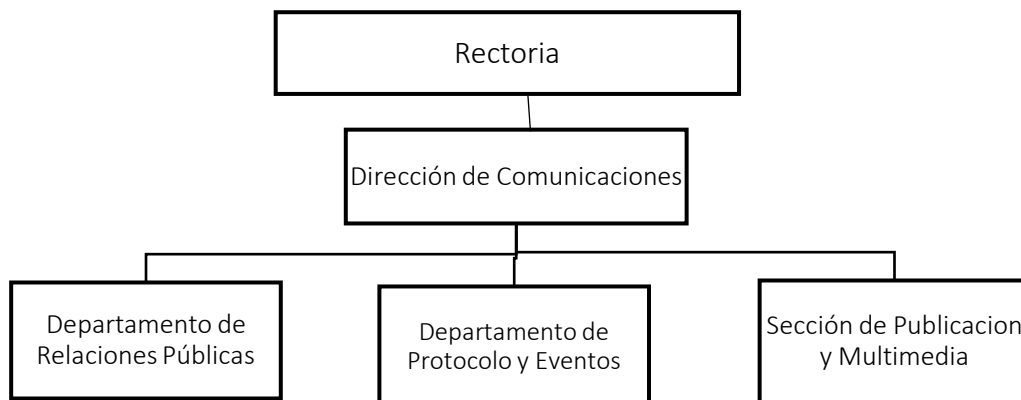 Rectoria
Dirección de Comunicaciones
Departamento de
Relaciones Públicas
Departamento de
Protocolo y Eventos
Sección de Publicacion
y Multimedia